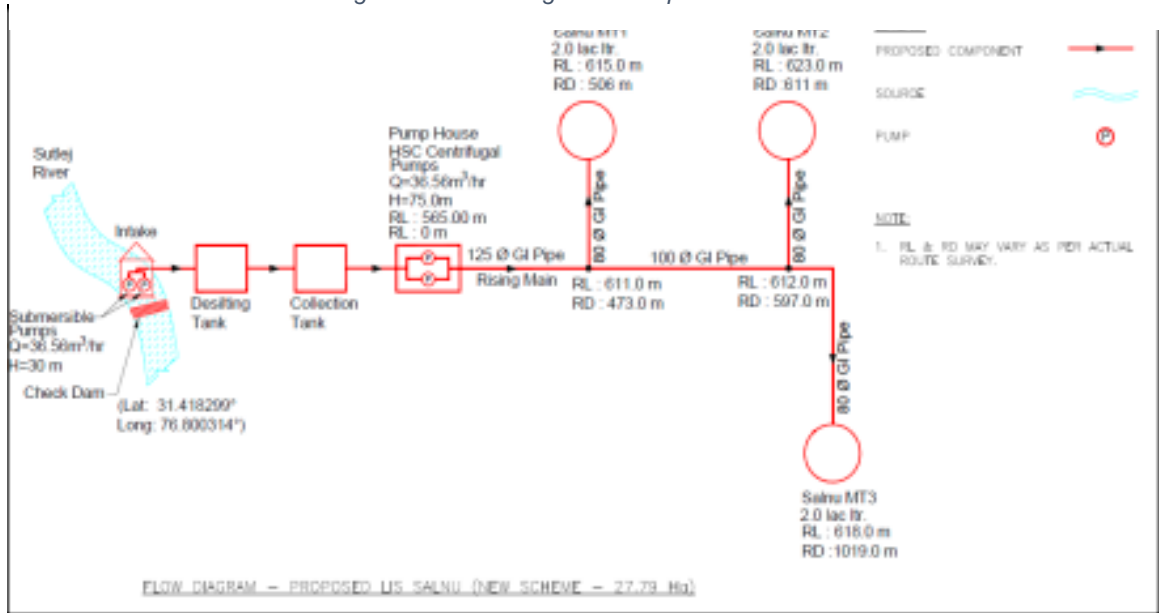 Salnu MT1
2.0 lac ltr.
RL : 615.0 m
RD : 506 m
Salnu MT2
2.0 lac ltr.
RL : 623.0 m
RD :611 m
PROPOSED COMPONENT
SOURCE
PUMP
P
NOTE:
1. RL & RD MAY VARY AS PER ACTUAL
ROUTE SURVEY.
Sutlej
River
Intake
P P
Submersible
Pumps
Q=36.56m³/hr
H=30 m
Check Dam
(Lat: 31.418299°
Long: 76.800314°)
Desilting
Tank
Collection
Tank
Pump House
HSC Centrifugal
Pumps
Q=36.56m³/hr
H=75.0m
RL : 565.00 m
RL : 0 m
P
P
125 Ø GI Pipe
Rising Main
80 Ø GI Pipe
RL : 611.0 m
RD : 473.0 m
100 Ø GI Pipe
80 Ø GI Pipe
RL : 612.0 m
RD : 597.0 m
80 Ø GI Pipe
Salnu MT3
2.0 lac ltr.
RL : 618.0 m
RD :1019.0 m
FLOW DIAGRAM - PROPOSED LIS SALNU (NEW SCHEME - 27.79 Ha)